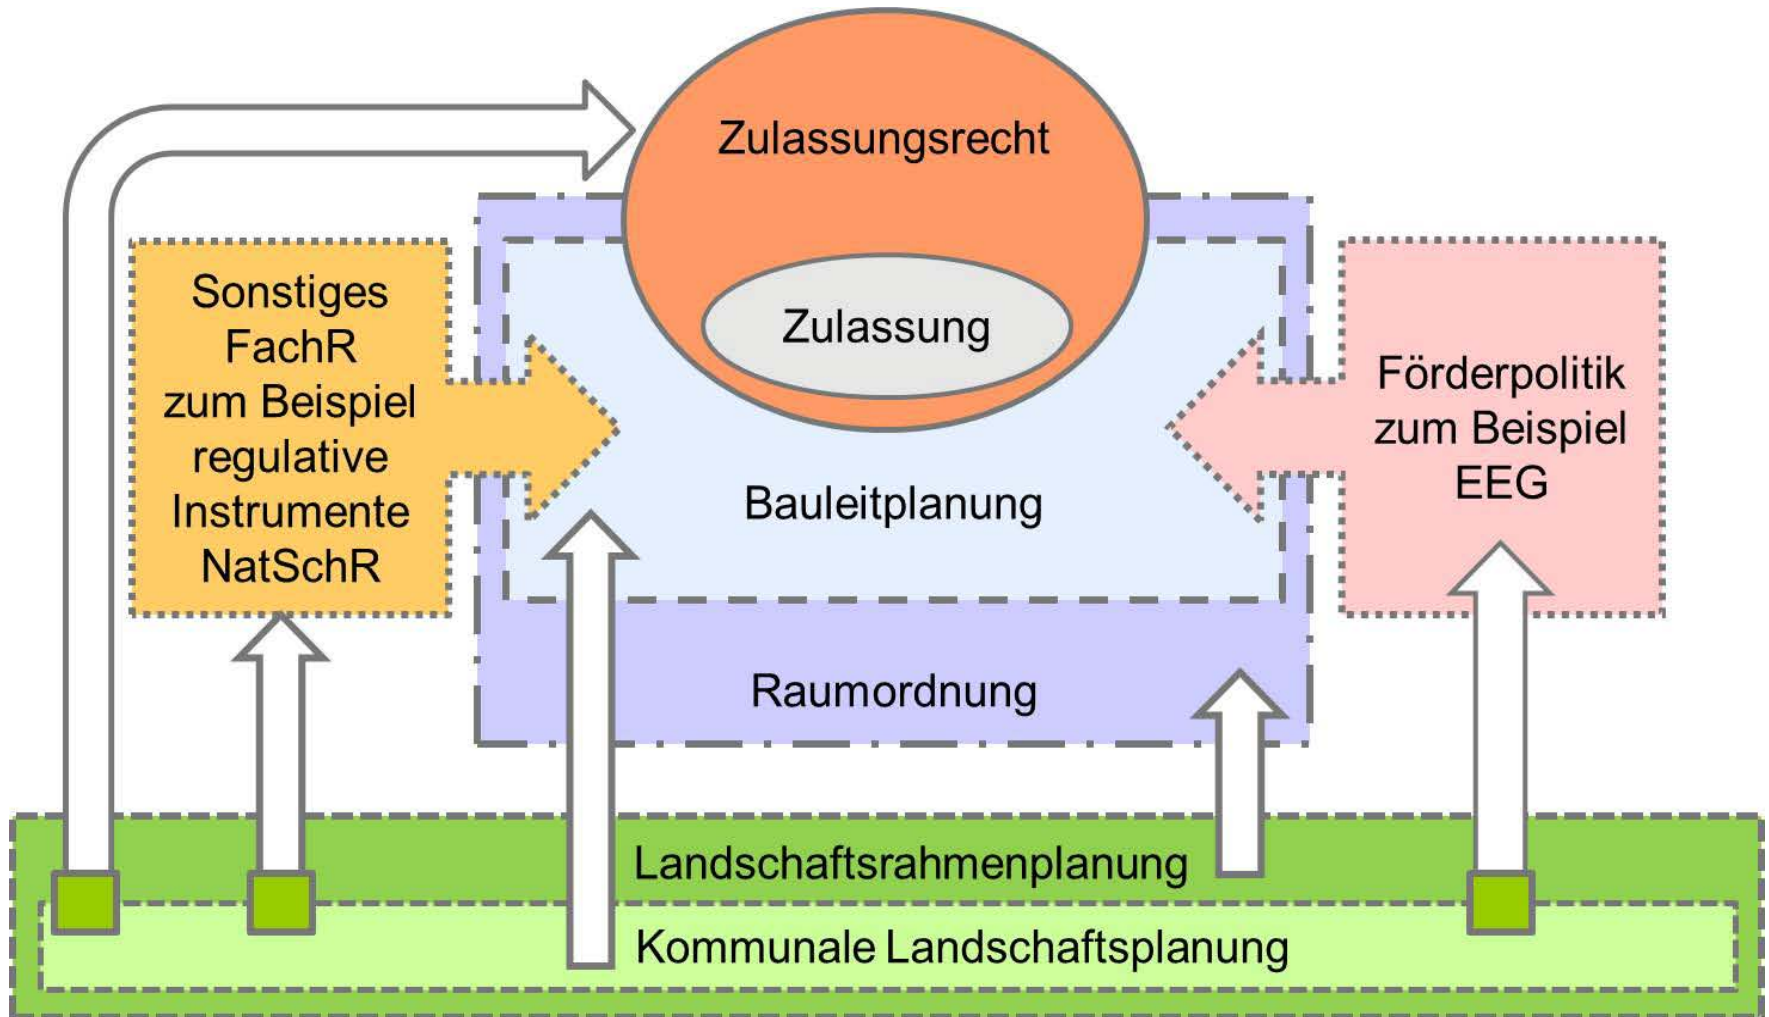 Zulassungsrecht
Zulassung
Sonstiges
FachR
zum Beispiel
regulative
Instrumente
NatSchR
Förderpolitik
zum Beispiel
EEG
Bauleitplanung
Raumordnung
Landschaftsrahmenplanung
Kommunale Landschaftsplanung